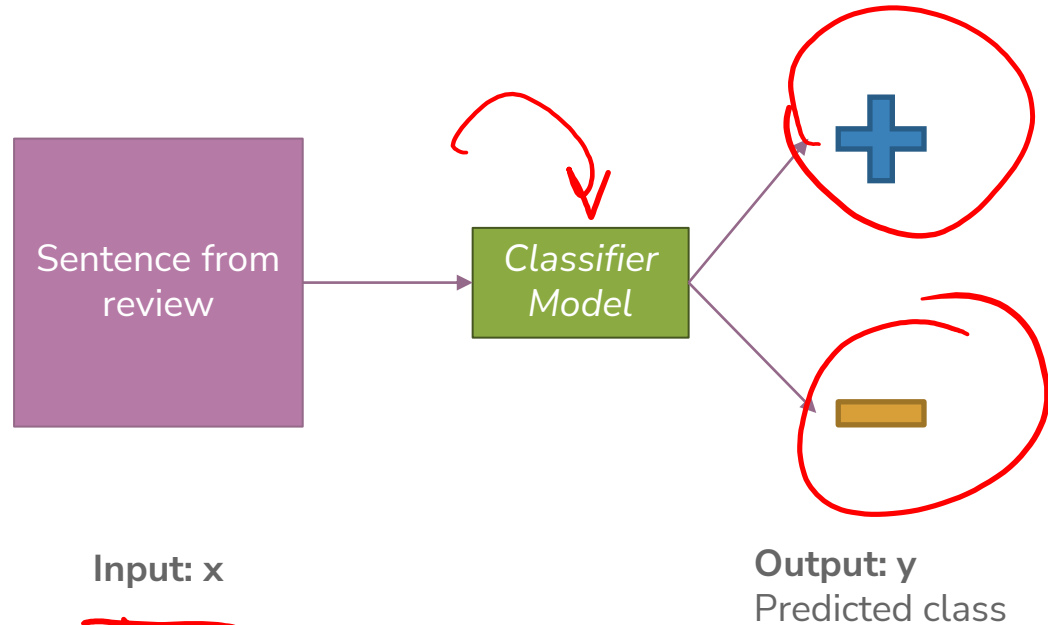 Sentence from
review
Classifier
Model
Input: x
Output: y
Predicted class